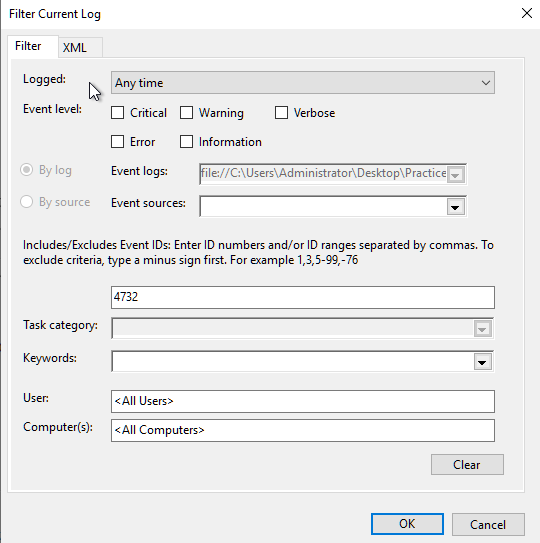 Filter Current Log
Filter XML
Logged: Any time
Event level: Critical Warning Verbose
Error Information
By log Event logs: file://C:\Users\Administrator\Desktop\Practice
By source Event sources:
Includes/Excludes Event IDs: Enter ID numbers and/or ID ranges separated by commas. To
exclude criteria, type a minus sign first. For example 1,3,5-99,-76
4732
Task category:
Keywords:
User: <All Users>
Computer(s): <All Computers>
Clear
OK Cancel